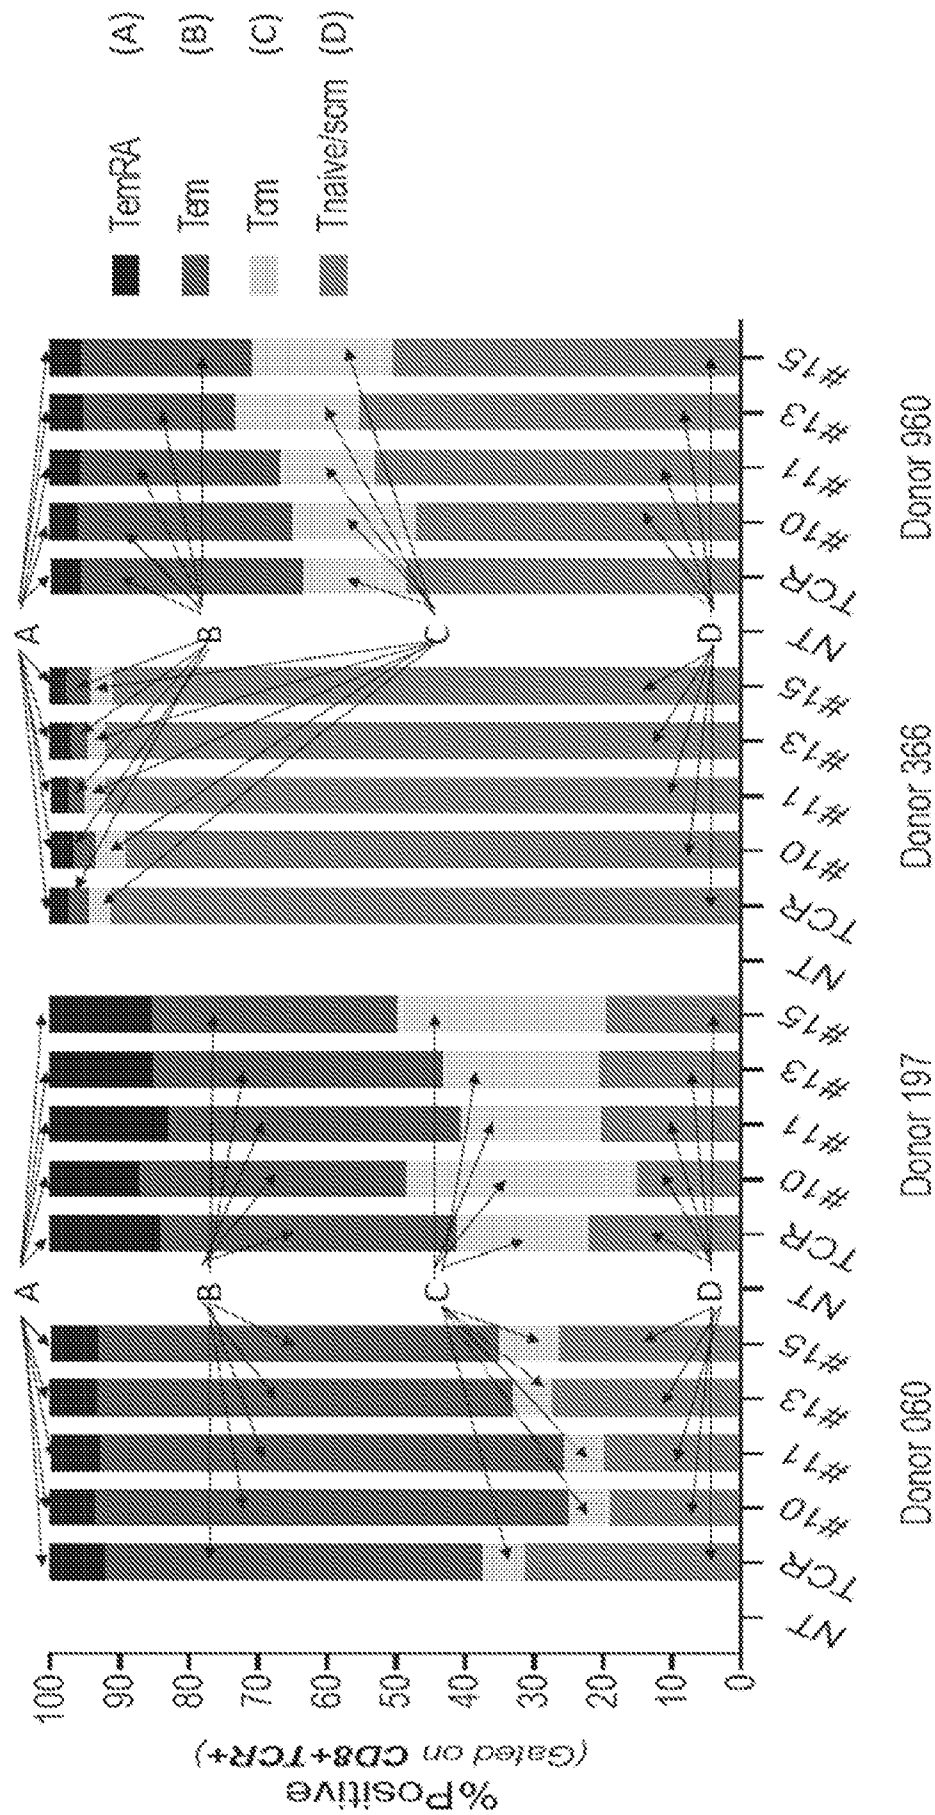 %Positive
(Gated on CD8+TCR+)
100
90
80
70
60
50
40
30
20
10
0
A
B
C
D
A
B
C
D
NT
TCR
#10
#11
#13
#15
NT
TCR
#10
#11
#13
#15
NT
TCR
#10
#11
#13
#15
NT
TCR
#10
#11
#13
#15
Donor 060
Donor 197
Donor 366
Donor 960
TemRA (A)
Tem (B)
Tcm (C)
Tnaive/scm (D)